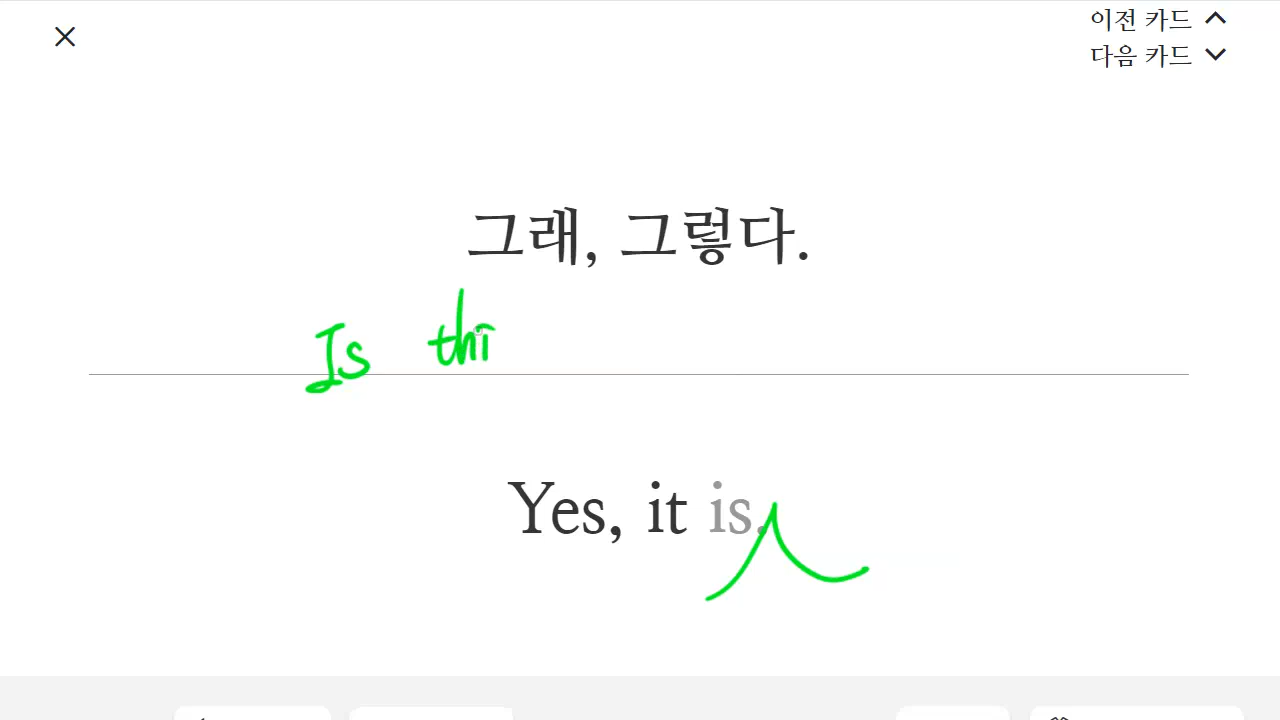 이전 카드
다음 카드
그래, 그렇다.
Is thi
Yes, it is.